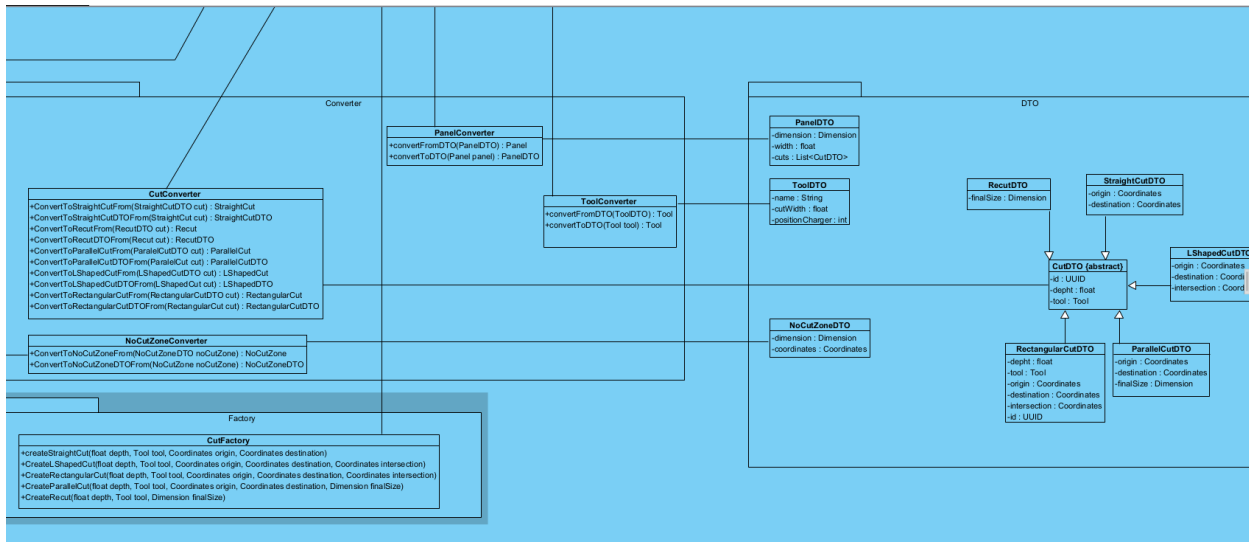 Converter
PanelConverter
+convertFromDTO(PanelDTO) : Panel
+convertToDTO(Panel panel) : PanelDTO
CutConverter
+ConvertToStraightCutFrom(StraightCutDTO cut) : StraightCut
+ConvertToStraightCutDTOFrom(StraightCut cut) : StraightCutDTO
+ConvertToRecutFrom(RecutDTO cut) : Recut
+ConvertToRecutDTOFrom(Recut cut) : RecutDTO
+ConvertToParallelCutFrom(ParalelCutDTO cut) : ParallelCut
+ConvertToParallelCutDTOFrom(ParalelCut cut) : ParallelCutDTO
+ConvertToLShapedCutFrom(LShapedCutDTO cut) : LShapedCut
+ConvertToLShapedCutDTOFrom(LShapedCut cut) : LShapedDTO
+ConvertToRectangularCutFrom(RectangularCutDTO cut) : RectangularCut
+ConvertToRectangularCutDTOFrom(RectangularCut cut) : RectangularCutDTO
ToolConverter
+convertFromDTO(ToolDTO) : Tool
+convertToDTO(Tool tool) : Tool
NoCutZoneConverter
+ConvertToNoCutZoneFrom(NoCutZoneDTO noCutZone) : NoCutZone
+ConvertToNoCutZoneDTOFrom(NoCutZone noCutZone) : NoCutZoneDTO
Factory
CutFactory
+createStraightCut(float depth, Tool tool, Coordinates origin, Coordinates destination)
+CreateLShapedCut(float depth, Tool tool, Coordinates origin, Coordinates destination, Coordinates intersection)
+CreateRectangularCut(float depth, Tool tool, Coordinates origin, Coordinates destination, Coordinates intersection)
+CreateParallelCut(float depth, Tool tool, Coordinates origin, Coordinates destination, Dimension finalSize)
+CreateRecut(float depth, Tool tool, Dimension finalSize)
DTO
PanelDTO
-dimension : Dimension
-width : float
-cuts : List<CutDTO>
ToolDTO
-name : String
-cutWidth : float
-positionCharger : int
RecutDTO
-finalSize : Dimension
StraightCutDTO
-origin : Coordinates
-destination : Coordinates
LShapedCutDTO
-origin : Coordinates
-destination : Coordi
-intersection : Coord
CutDTO {abstract}
-id : UUID
-depht : float
-tool : Tool
NoCutZoneDTO
-dimension : Dimension
-coordinates : Coordinates
RectangularCutDTO
-depht : float
-tool : Tool
-origin : Coordinates
-destination : Coordinates
-intersection : Coordinates
-id : UUID
ParallelCutDTO
-origin : Coordinates
-destination : Coordinates
-finalSize : Dimension